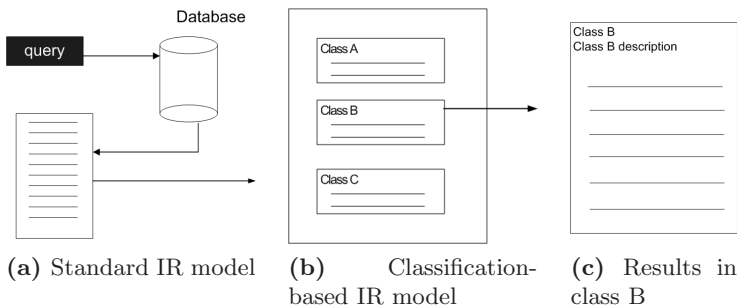 Database
query
Class A
Class B
Class C
Class B
Class B description
(a) Standard IR model
(b) Classification-
based IR model
(c) Results in
class B